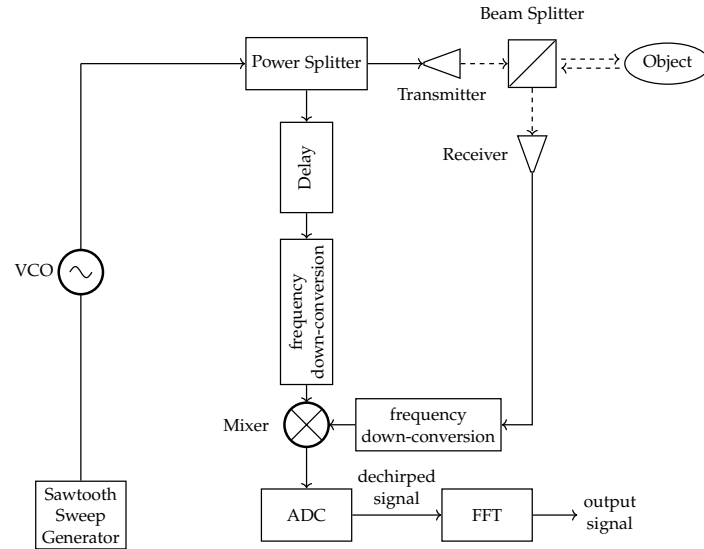 Beam Splitter
Power Splitter
Object
Transmitter
Delay
Receiver
VCO
frequency
down-conversion
Mixer
frequency
down-conversion
dechirped
signal
Sawtooth
Sweep
Generator
ADC
FFT
output
signal